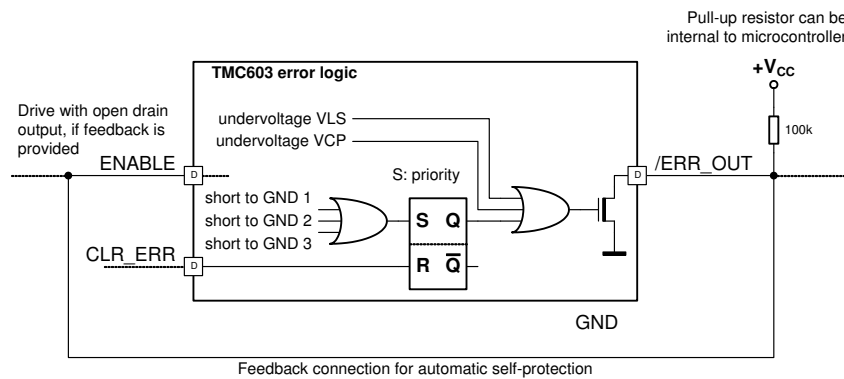 Pull-up resistor can be
internal to microcontroller
+VCC
100k
TMC603 error logic
Drive with open drain
output, if feedback is
provided
undervoltage VLS
undervoltage VCP
ENABLE
D
S: priority
D
/ERR_OUT
short to GND 1
short to GND 2
short to GND 3
S Q
CLR_ERR
D
R Q̅
GND
Feedback connection for automatic self-protection